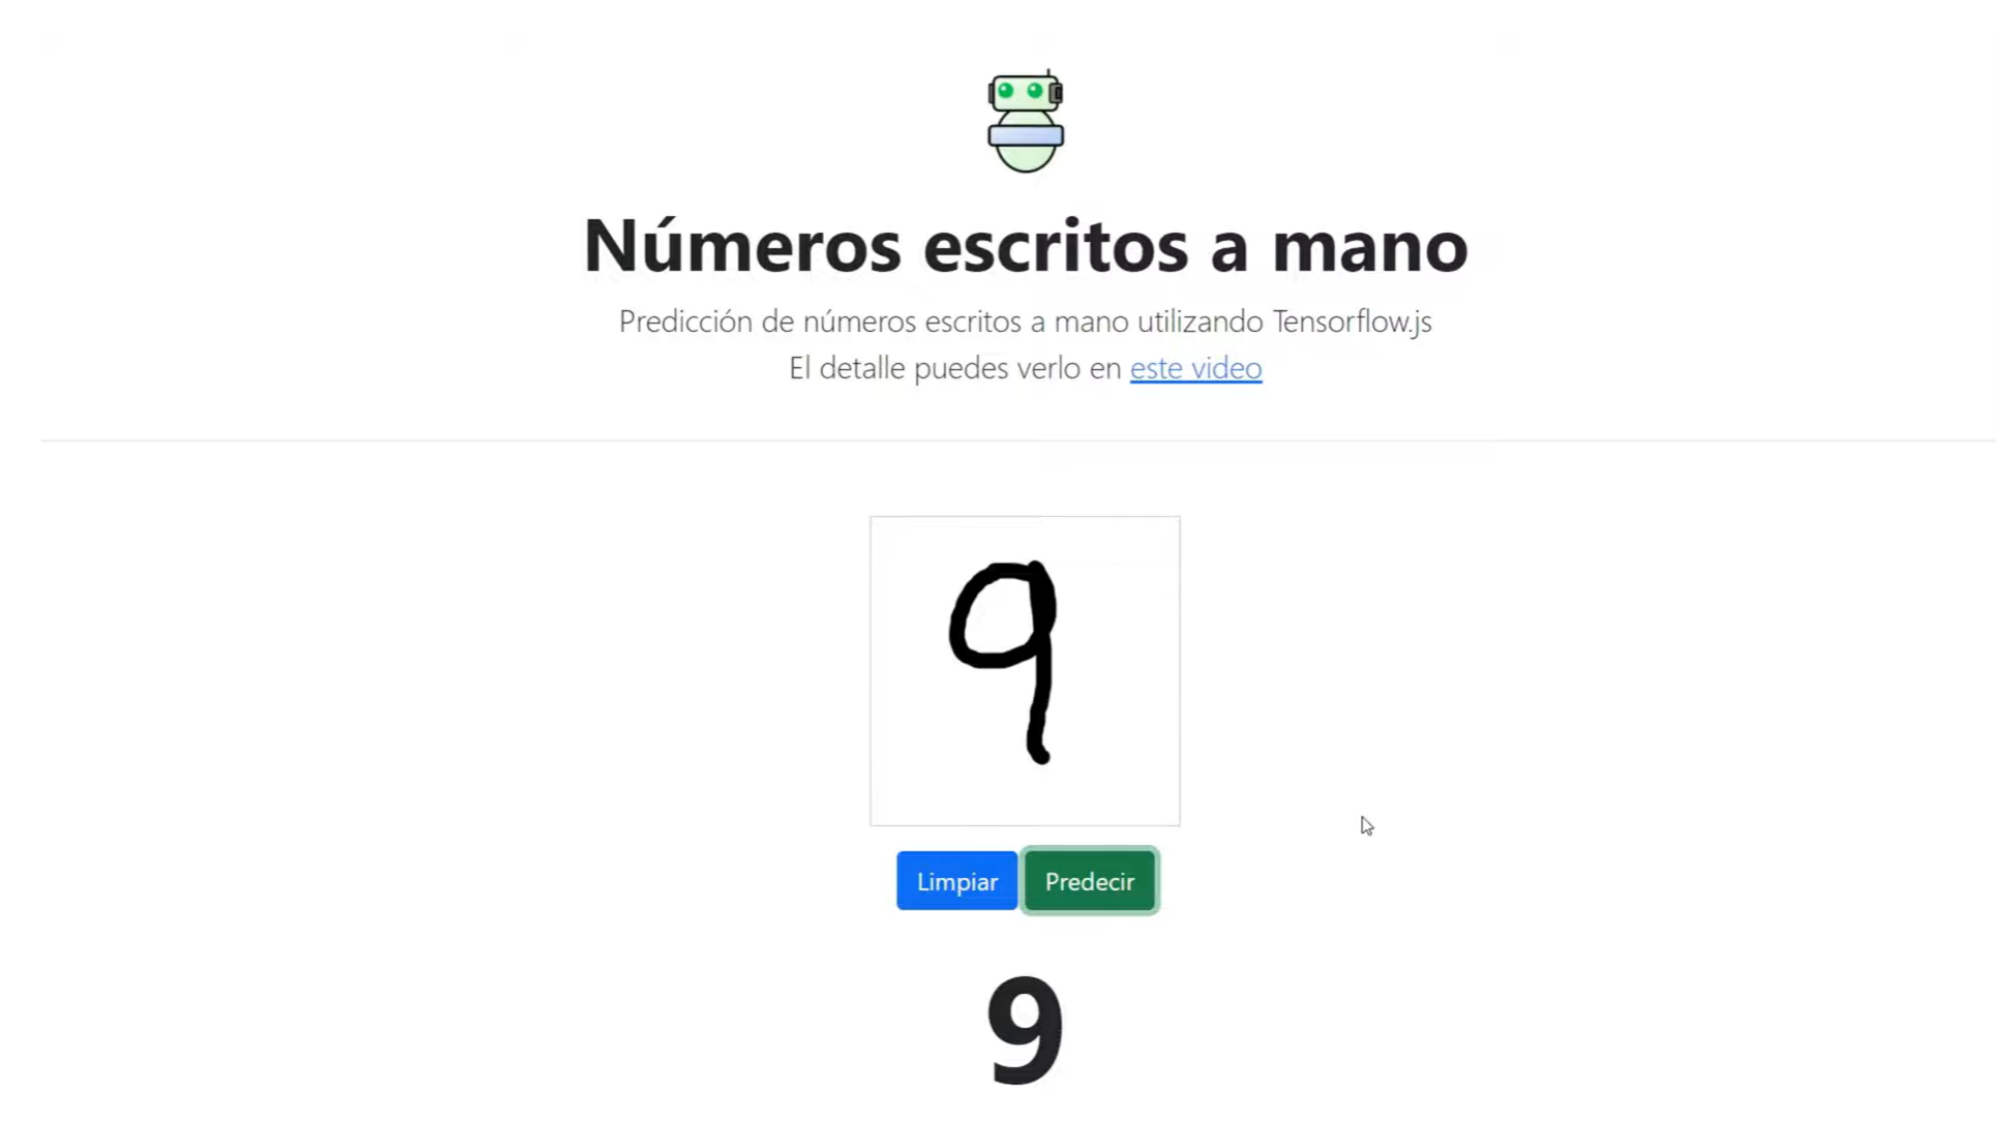 Números escritos a mano
Predicción de números escritos a mano utilizando Tensorflow.js
El detalle puedes verlo en este video
9
Limpiar Predecir
9